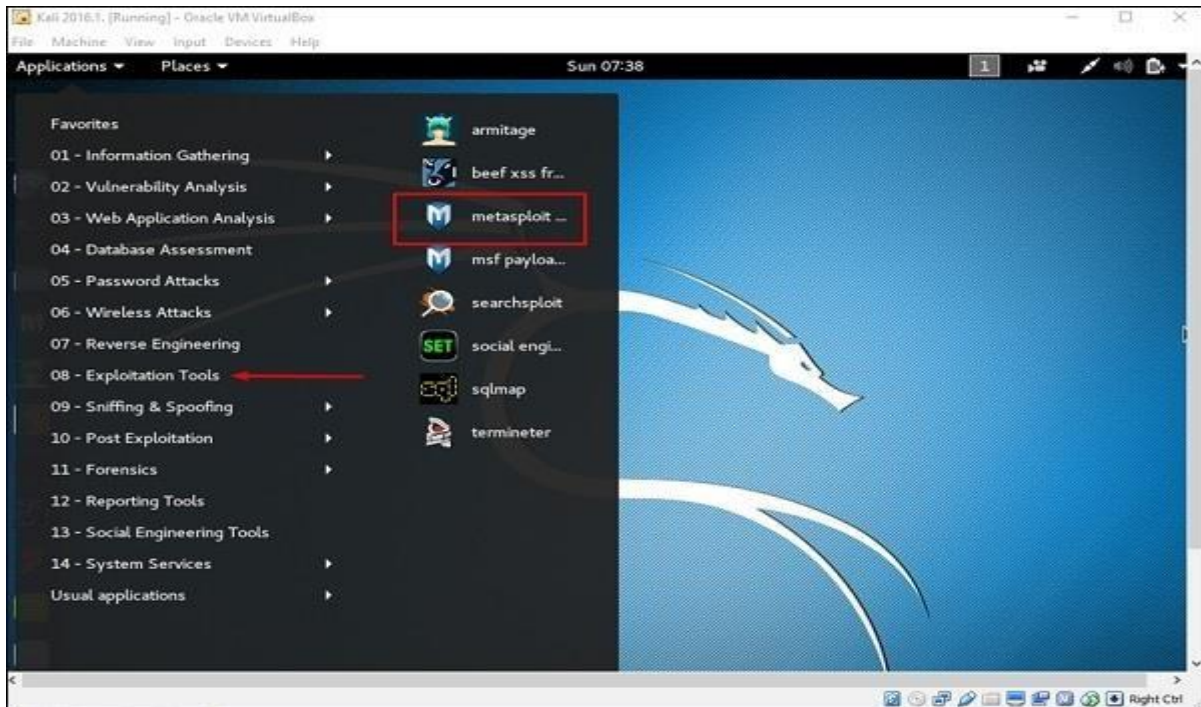 Kali 2016.1. [Running] - Oracle VM VirtualBox
File Machine View Input Devices Help
Applications Places Sun 07:38 1
Favorites
01 - Information Gathering
02 - Vulnerability Analysis
03 - Web Application Analysis
04 - Database Assessment
05 - Password Attacks
06 - Wireless Attacks
07 - Reverse Engineering
08 - Exploitation Tools
09 - Sniffing & Spoofing
10 - Post Exploitation
11 - Forensics
12 - Reporting Tools
13 - Social Engineering Tools
14 - System Services
Usual applications
armitage
beef xss fr...
metasploit ...
msf payloa...
searchsploit
SET social engi...
sql sqlmap
termineter
Right Ctrl